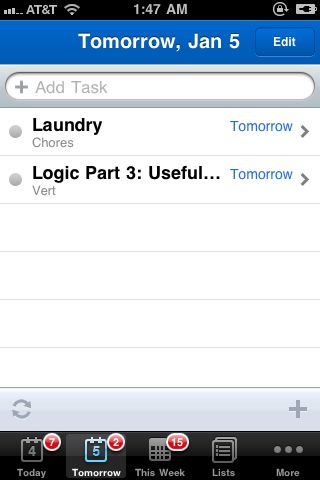 AT&T 1:47 AM
Tomorrow, Jan 5 Edit
Add Task
Laundry Tomorrow
Chores
Logic Part 3: Useful... Tomorrow
Vert
4 7 5 2 15
Today Tomorrow This Week Lists More